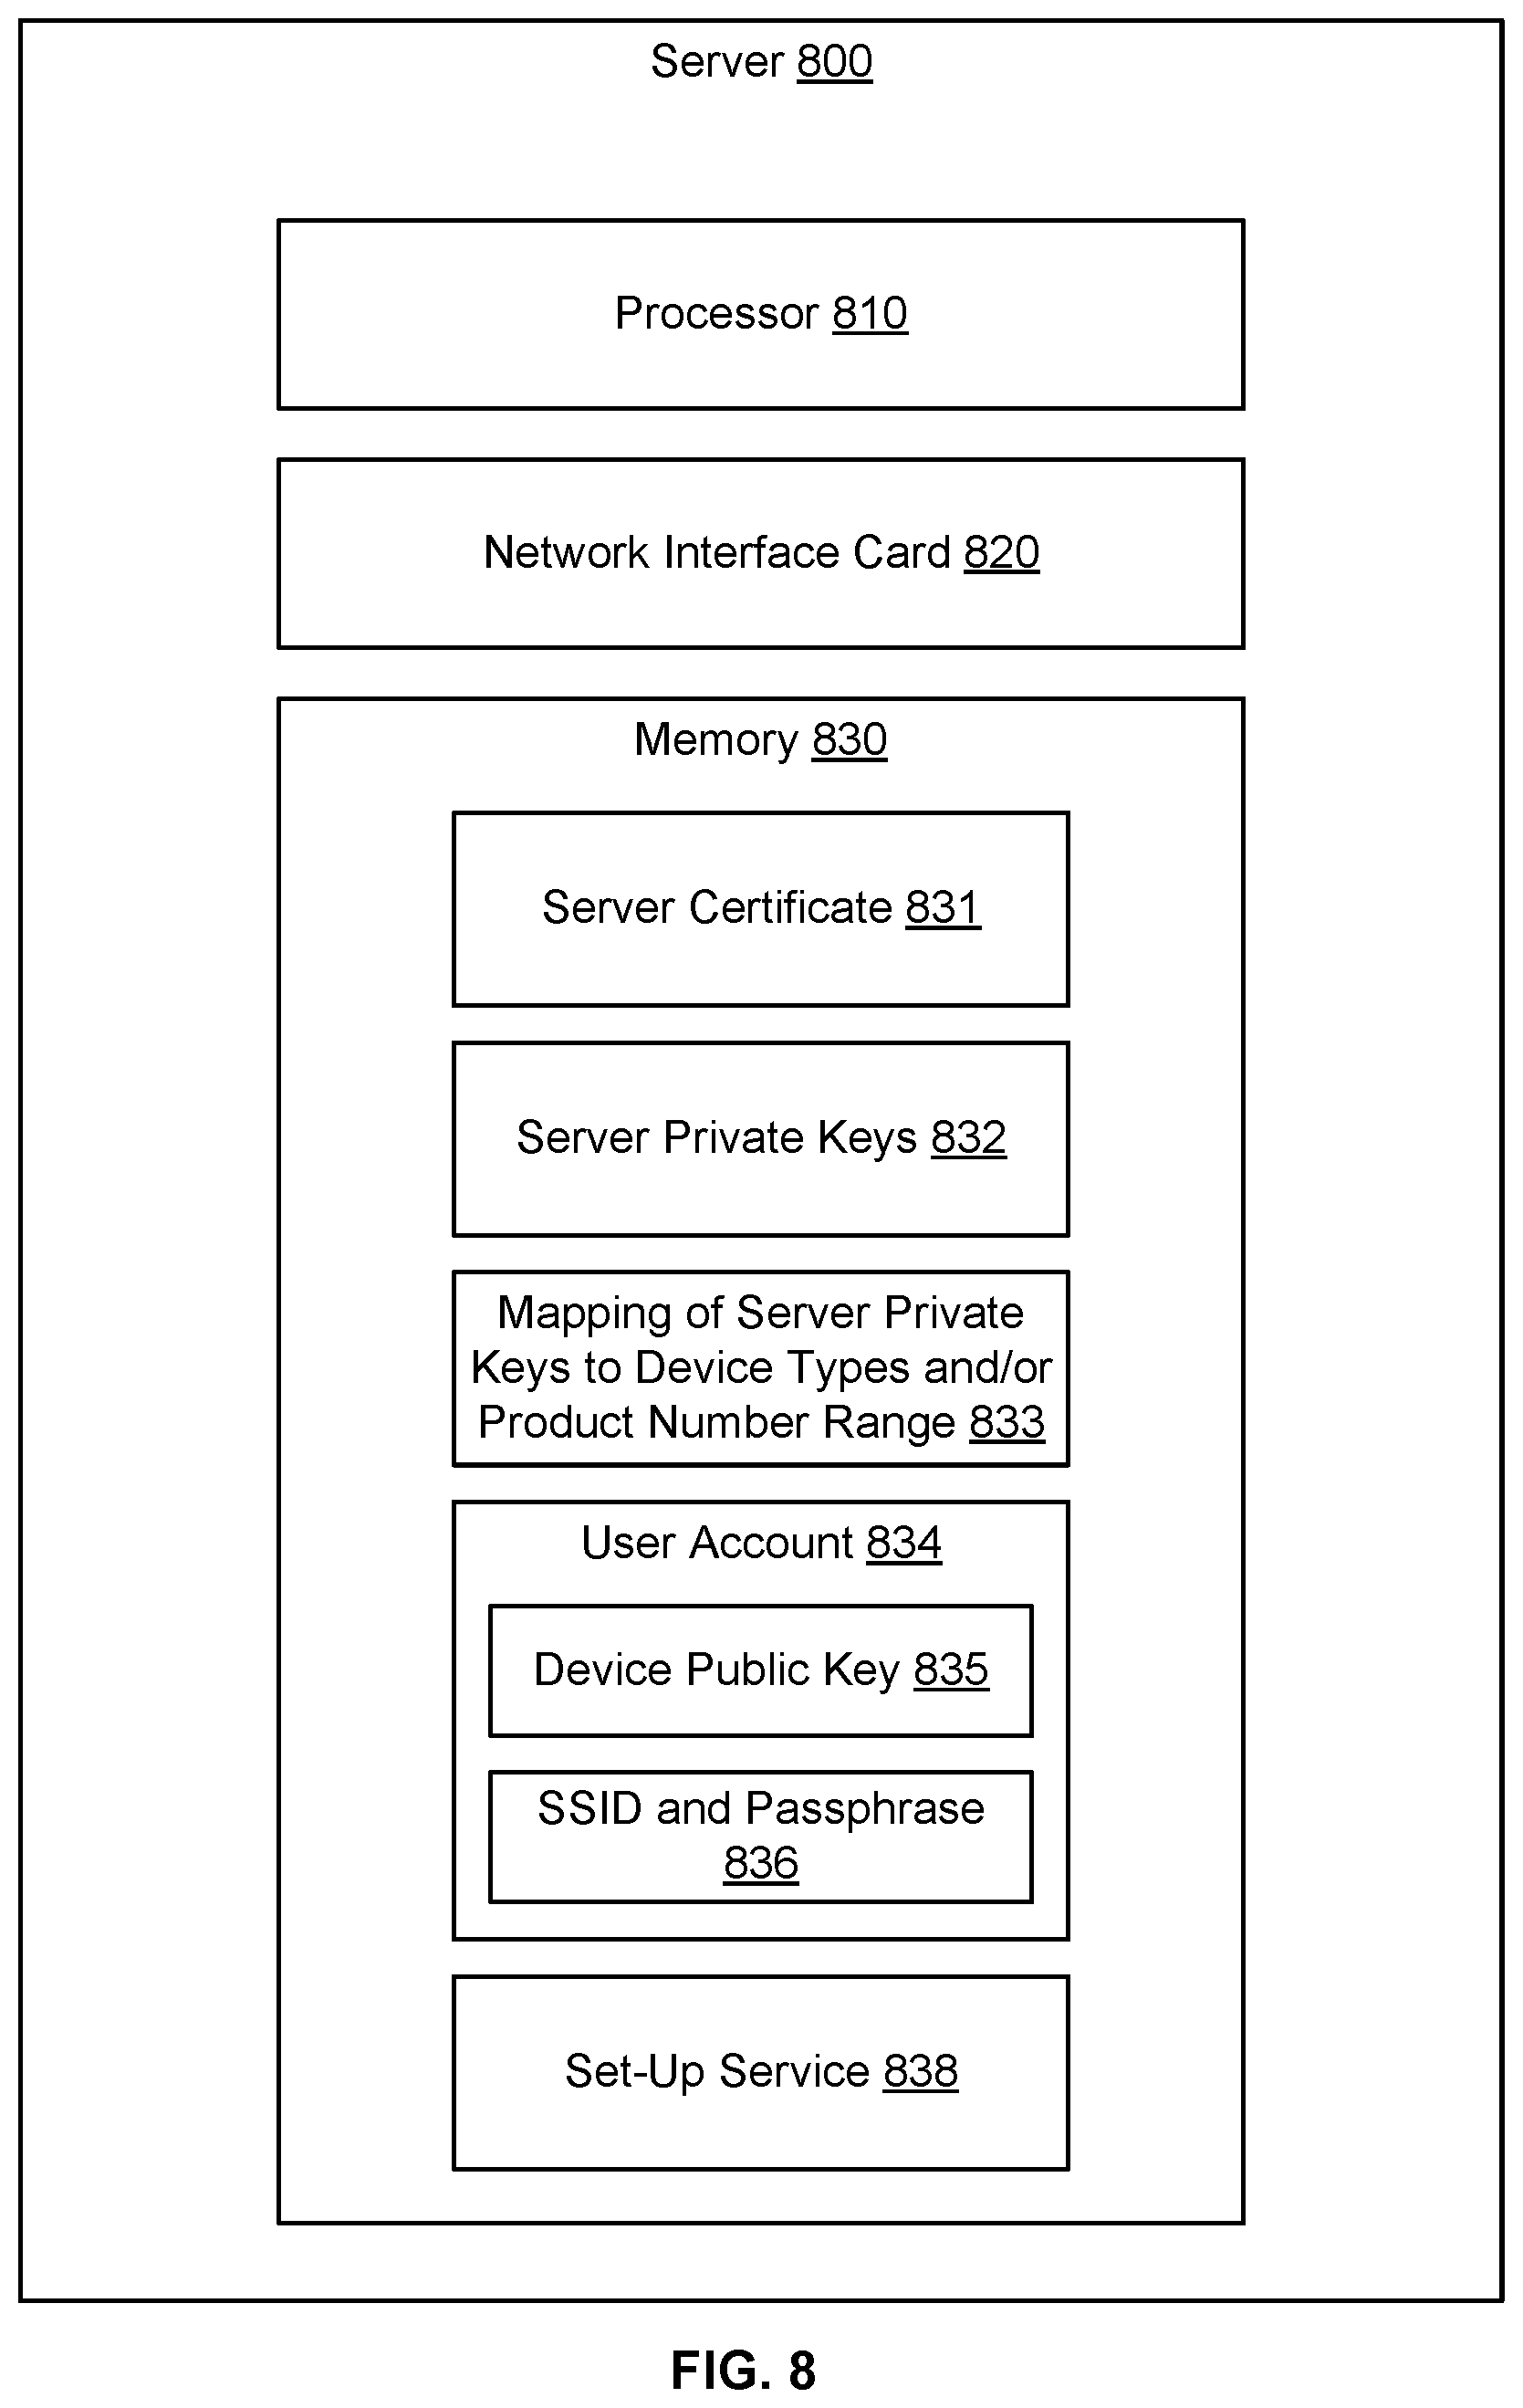 Server 800
Processor 810
Network Interface Card 820
Memory 830
Server Certificate 831
Server Private Keys 832
Mapping of Server Private
Keys to Device Types and/or
Product Number Range 833
User Account 834
Device Public Key 835
SSID and Passphrase
836
Set-Up Service 838
FIG. 8